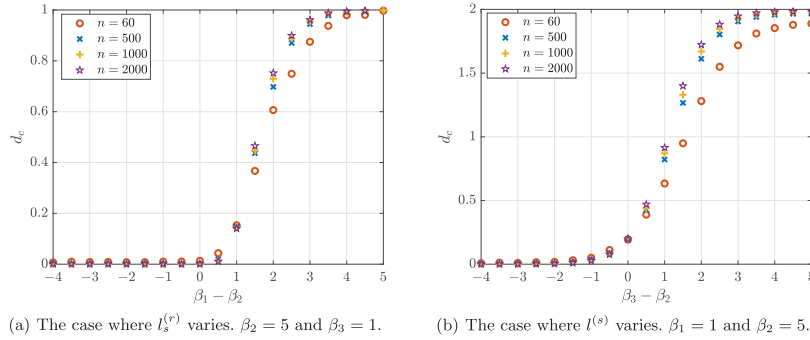 1
0.8
0.6
0.4
0.2
0
d_c
n = 60
n = 500
n = 1000
n = 2000
−4 −3 −2 −1 0 1 2 3 4 5
β₁ − β₂
(a) The case where l_s^{(r)} varies. β₂ = 5 and β₃ = 1.
2
1.5
1
0.5
0
d_c
n = 60
n = 500
n = 1000
n = 2000
−4 −3 −2 −1 0 1 2 3 4 5
β₃ − β₂
(b) The case where l^{(s)} varies. β₁ = 1 and β₂ = 5.